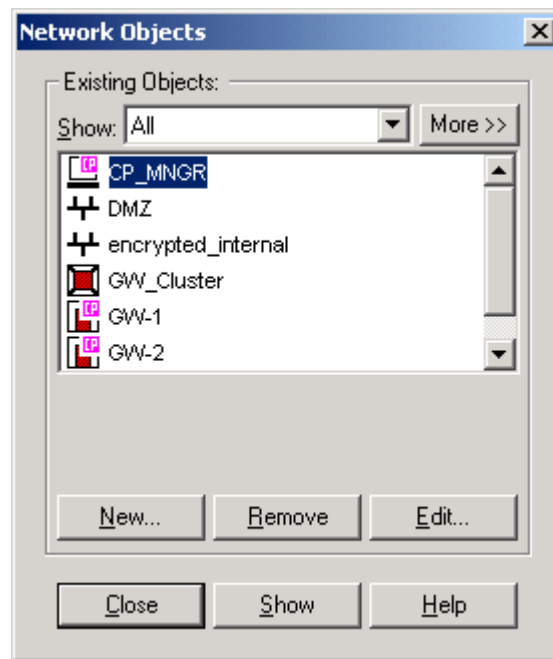 Network Objects
Existing Objects:
Show: All More >>
CP CP_MNGR
DMZ
encrypted_internal
GW_Cluster
CP GW-1
CP GW-2
New... Remove Edit...
Close Show Help